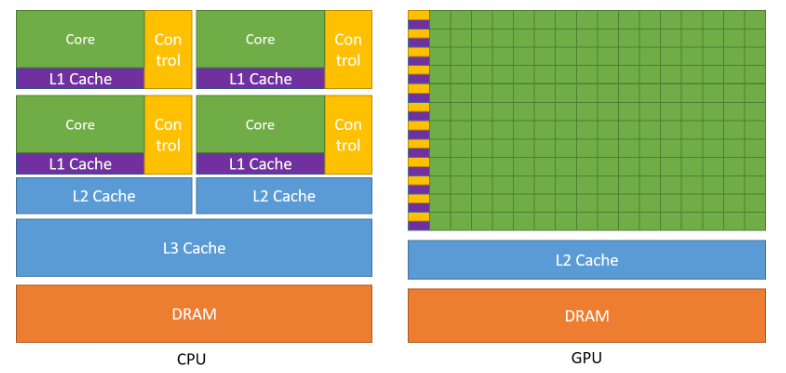 Core
Con
trol
Core
Con
trol
L1 Cache
L1 Cache
Core
Con
trol
Core
Con
trol
L1 Cache
L1 Cache
L2 Cache
L2 Cache
L3 Cache
DRAM
CPU
L2 Cache
DRAM
GPU